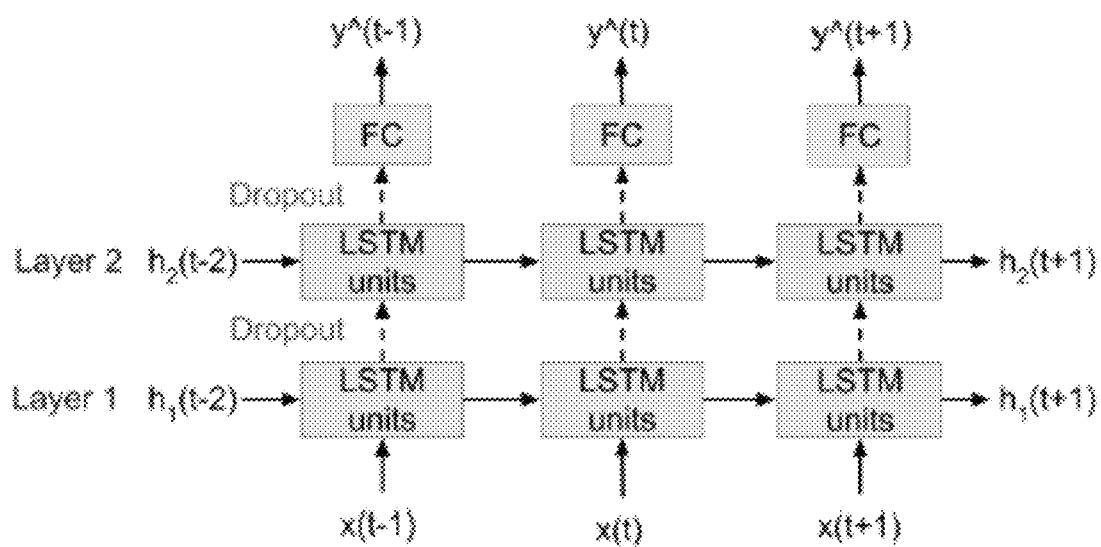 y^(t-1) y^(t) y^(t+1)
FC FC FC
Dropout
Layer 2 h₂(t-2) LSTM units LSTM units LSTM units h₂(t+1)
Dropout
Layer 1 h₁(t-2) LSTM units LSTM units LSTM units h₁(t+1)
x(t-1) x(t) x(t+1)